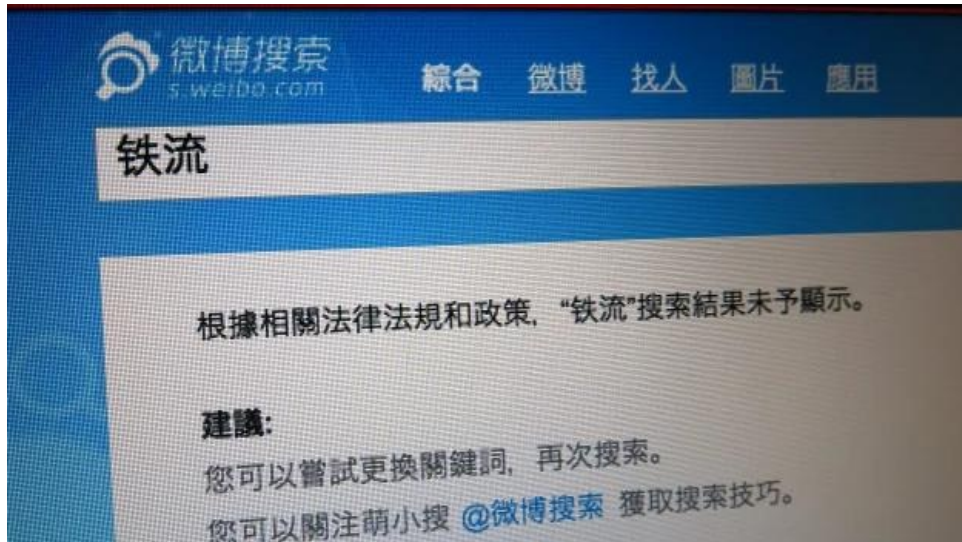 微博搜索
s.weibo.com
綜合 微博 找人 圖片 應用
铁流
根據相關法律法規和政策,“铁流”搜索結果未予顯示。
建議:
您可以嘗試更換關鍵詞,再次搜索。
您可以關注萌小搜 @微博搜索 獲取搜索技巧。